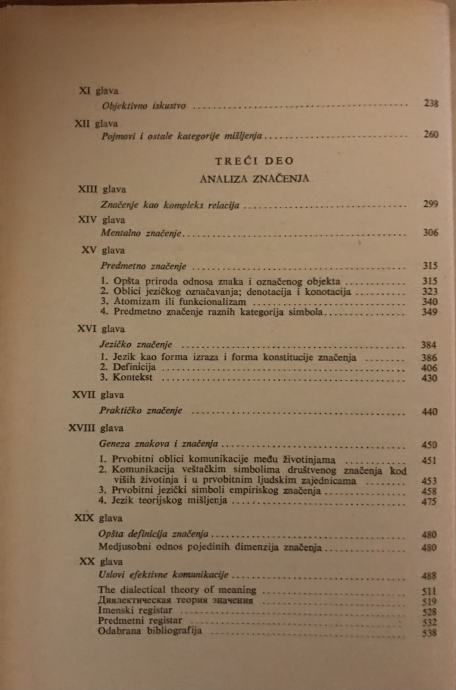 XI glava
Objektivno iskustvo 238
XII glava
Pojmovi i ostale kategorije mišljenja 260
TREĆI DEO
ANALIZA ZNAČENJA
XIII glava
Značenje kao kompleks relacija 299
XIV glava
Mentalno značenje 306
XV glava
Predmetno značenje 315
1. Opšta priroda odnosa znaka i označenog objekta 315
2. Oblici jezičkog označavanja; denotacija i konotacija 323
3. Atomizam ili funkcionalizam 340
4. Predmetno značenje raznih kategorija simbola 349
XVI glava
Jezičko značenje 384
1. Jezik kao forma izraza i forma konstitucije značenja 386
2. Definicija 406
3. Kontekst 430
XVII glava
Praktičko značenje 440
XVIII glava
Geneza znakova i značenja 450
1. Prvobitni oblici komunikacije među životinjama 451
2. Komunikacija veštačkim simbolima društvenog značenja kod
viših životinja i u prvobitnim ljudskim zajednicama 453
3. Prvobitni jezički simboli empiriskog značenja 458
4. Jezik teorijskog mišljenja 475
XIX glava
Opšta definicija značenja 480
Medjusobni odnos pojedinih dimenzija značenja 480
XX glava
Uslovi efektivne komunikacije 488
The dialectical theory of meaning 511
Диалектическая теория значения 519
Imenski registar 528
Predmetni registar 532
Odabrana bibliografija 538